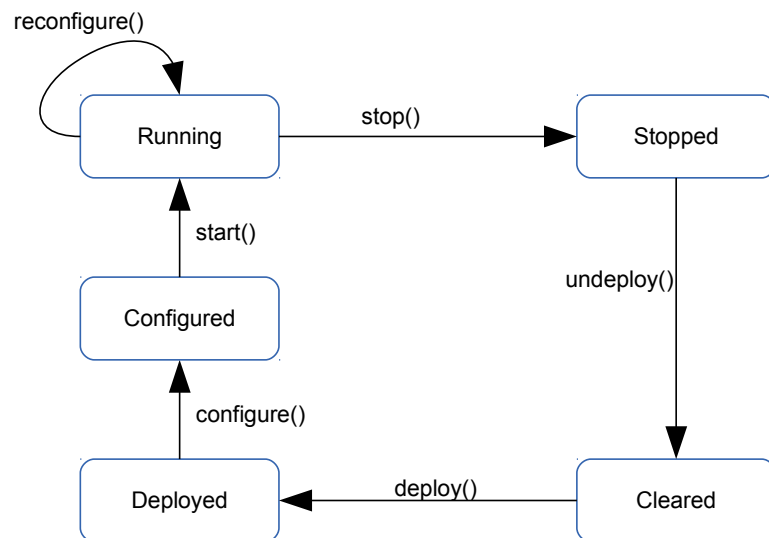 reconfigure()
Running
stop()
Stopped
start()
undeploy()
Configured
configure()
Deployed
deploy()
Cleared